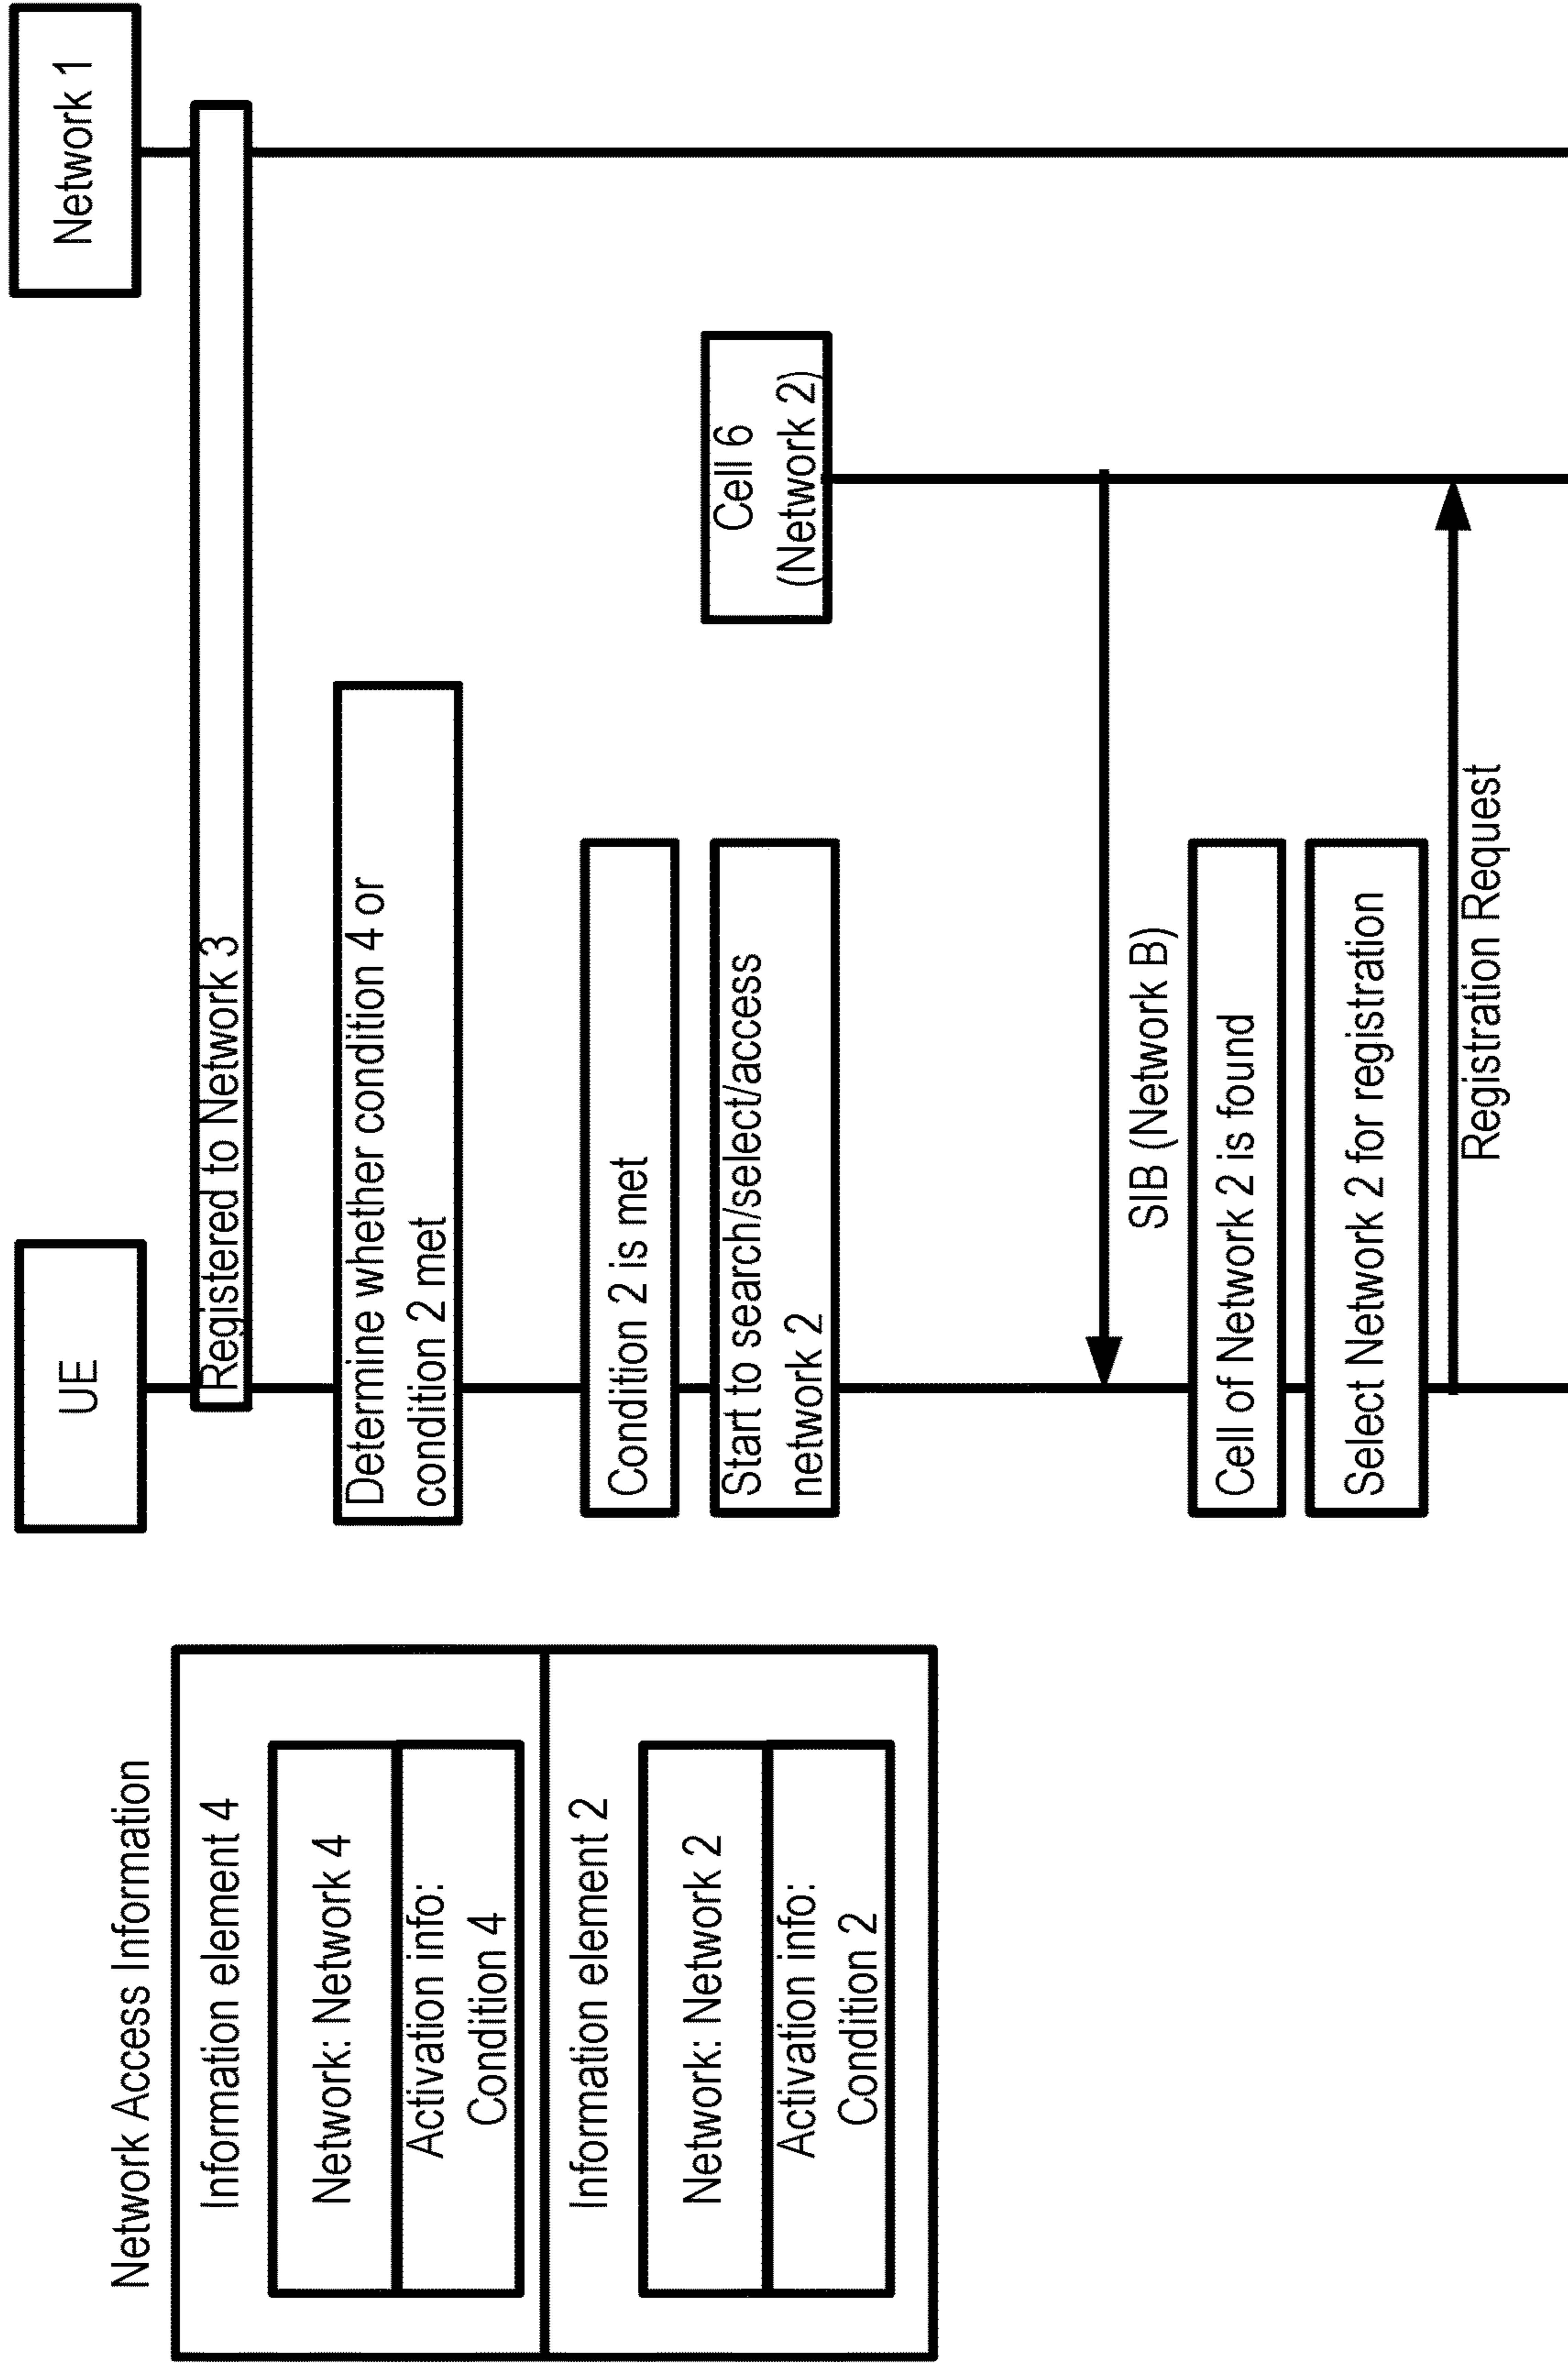 Network Access Information
Information element 4
Network: Network 4
Activation info:
Condition 4
Information element 2
Network: Network 2
Activation info:
Condition 2
UE
Network 1
Registered to Network 3
Determine whether condition 4 or
condition 2 met
Condition 2 is met
Start to search/select/access
network 2
Cell 6
(Network 2)
SIB (Network B)
Cell of Network 2 is found
Select Network 2 for registration
Registration Request